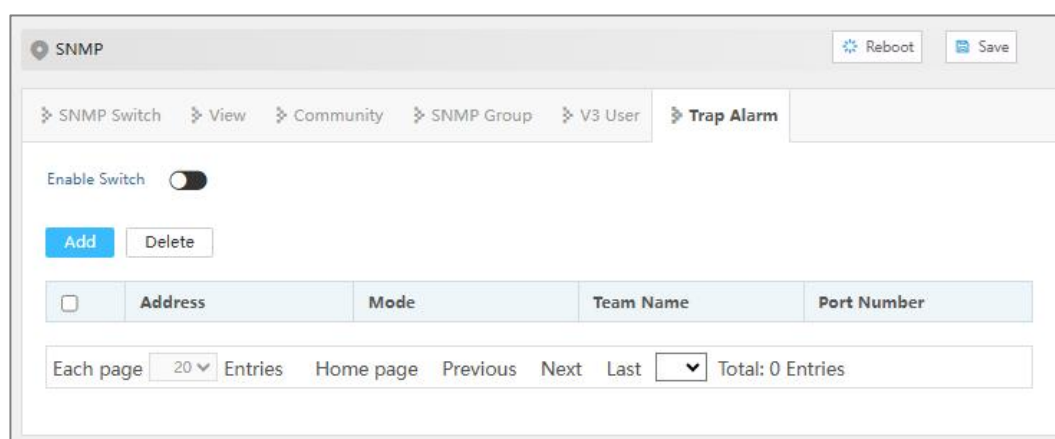 SNMP Reboot Save
SNMP Switch View Community SNMP Group V3 User Trap Alarm
Enable Switch
Add Delete
Address Mode Team Name Port Number
Each page 20 Entries Home page Previous Next Last Total: 0 Entries